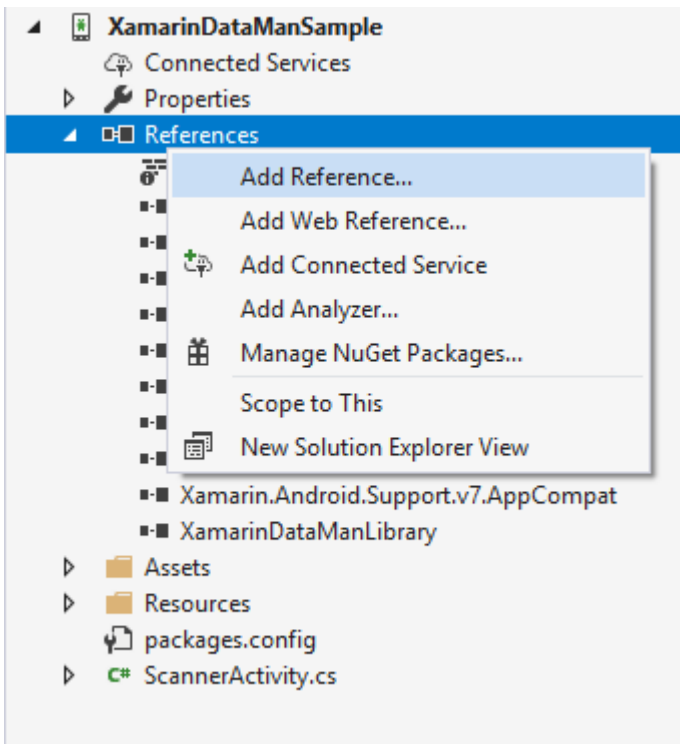 XamarinDataManSample
Connected Services
Properties
References
Add Reference...
Add Web Reference...
Add Connected Service
Add Analyzer...
Manage NuGet Packages...
Scope to This
New Solution Explorer View
Xamarin.Android.Support.v7.AppCompat
XamarinDataManLibrary
Assets
Resources
packages.config
C# ScannerActivity.cs